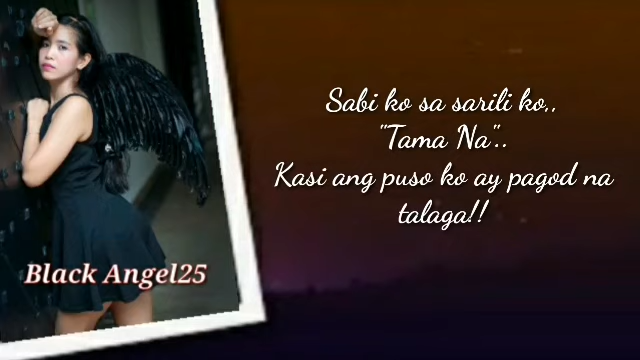 Sabi ko sa sarili ko..
"Tama Na"..
Kasi ang puso ko ay pagod na
talaga!!
Black Angel25